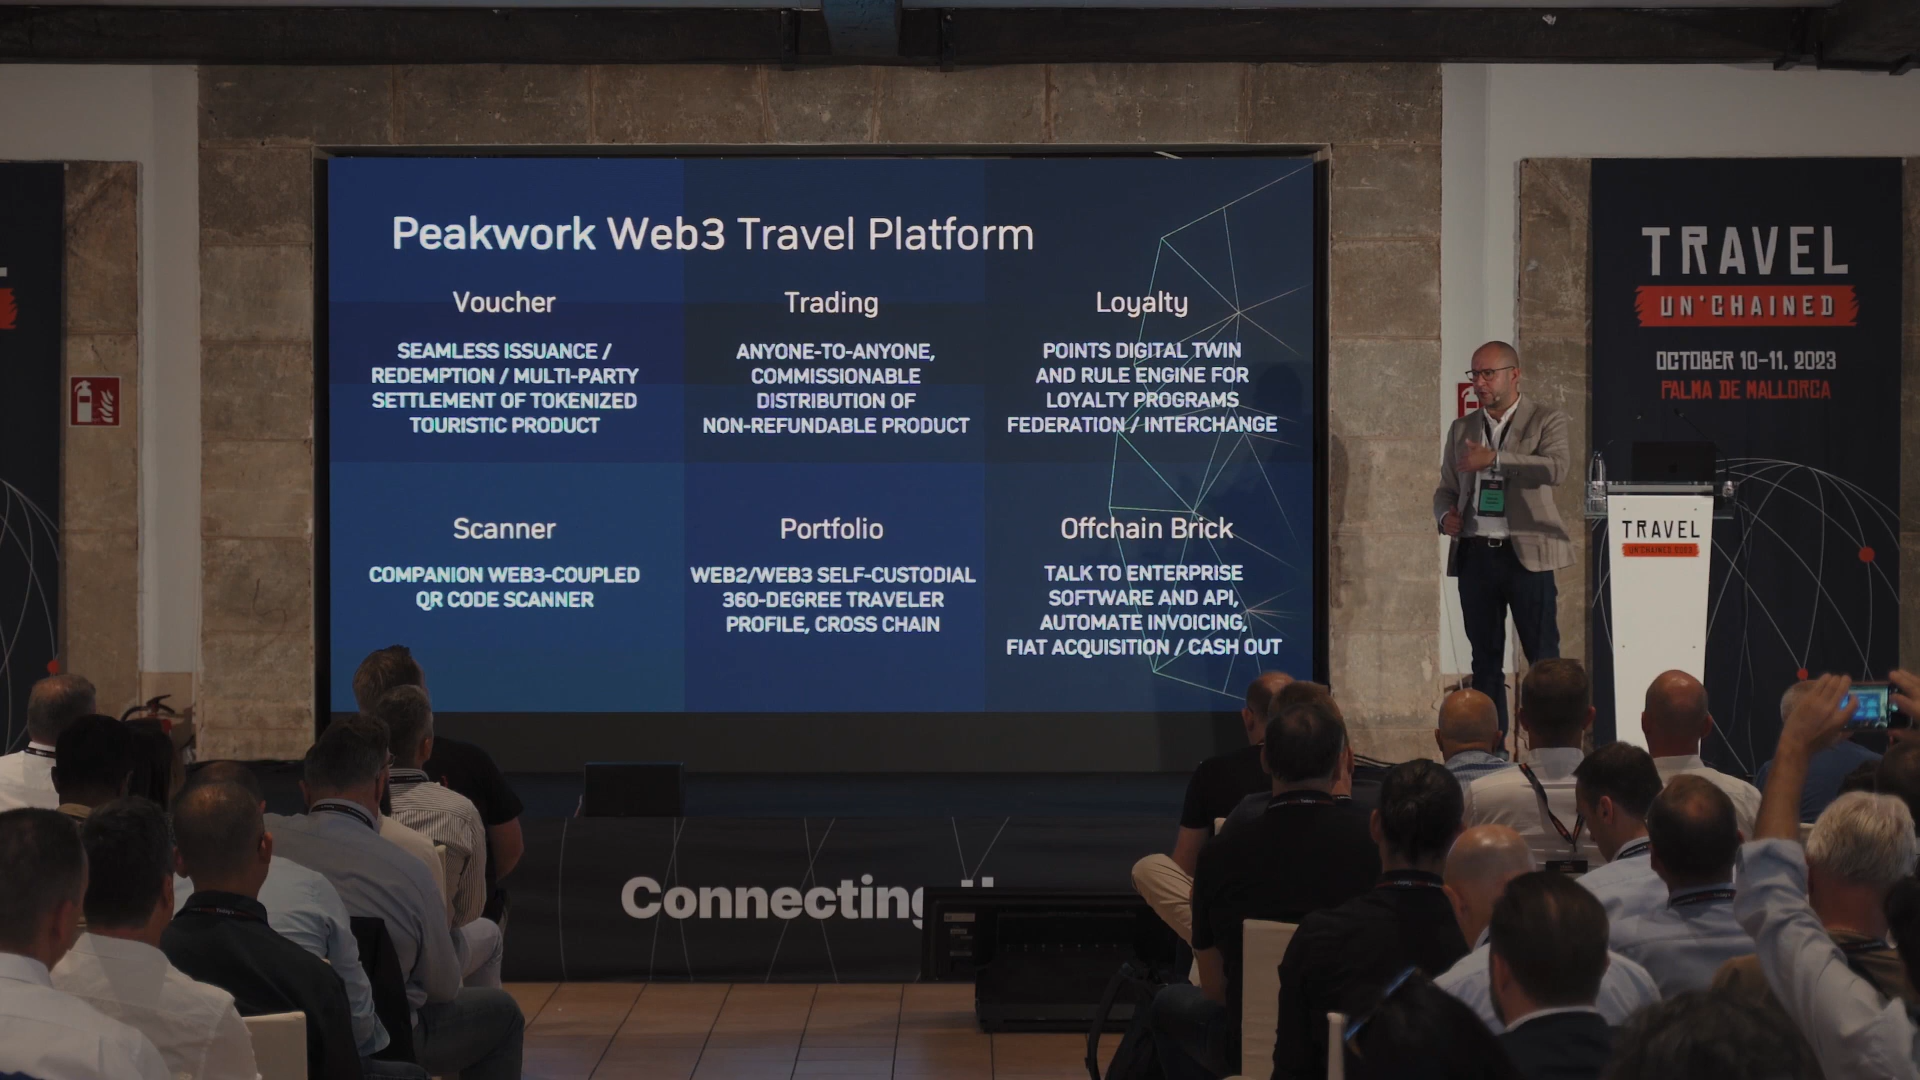 Peakwork Web3 Travel Platform
Voucher
SEAMLESS ISSUANCE /
REDEMPTION / MULTI-PARTY
SETTLEMENT OF TOKENIZED
TOURISTIC PRODUCT
Trading
ANYONE-TO-ANYONE,
COMMISSIONABLE
DISTRIBUTION OF
NON-REFUNDABLE PRODUCT
Loyalty
POINTS DIGITAL TWIN
AND RULE ENGINE FOR
LOYALTY PROGRAMS
FEDERATION / INTERCHANGE
Scanner
COMPANION WEB3-COUPLED
QR CODE SCANNER
Portfolio
WEB2/WEB3 SELF-CUSTODIAL
360-DEGREE TRAVELER
PROFILE, CROSS CHAIN
Offchain Brick
TALK TO ENTERPRISE
SOFTWARE AND API,
AUTOMATE INVOICING,
FIAT ACQUISITION / CASH OUT
TRAVEL
UN'CHAINED
OCTOBER 10-11. 2023
PALMA DE MALLORCA
TRAVEL
UN'CHAINED 2023
Connecting